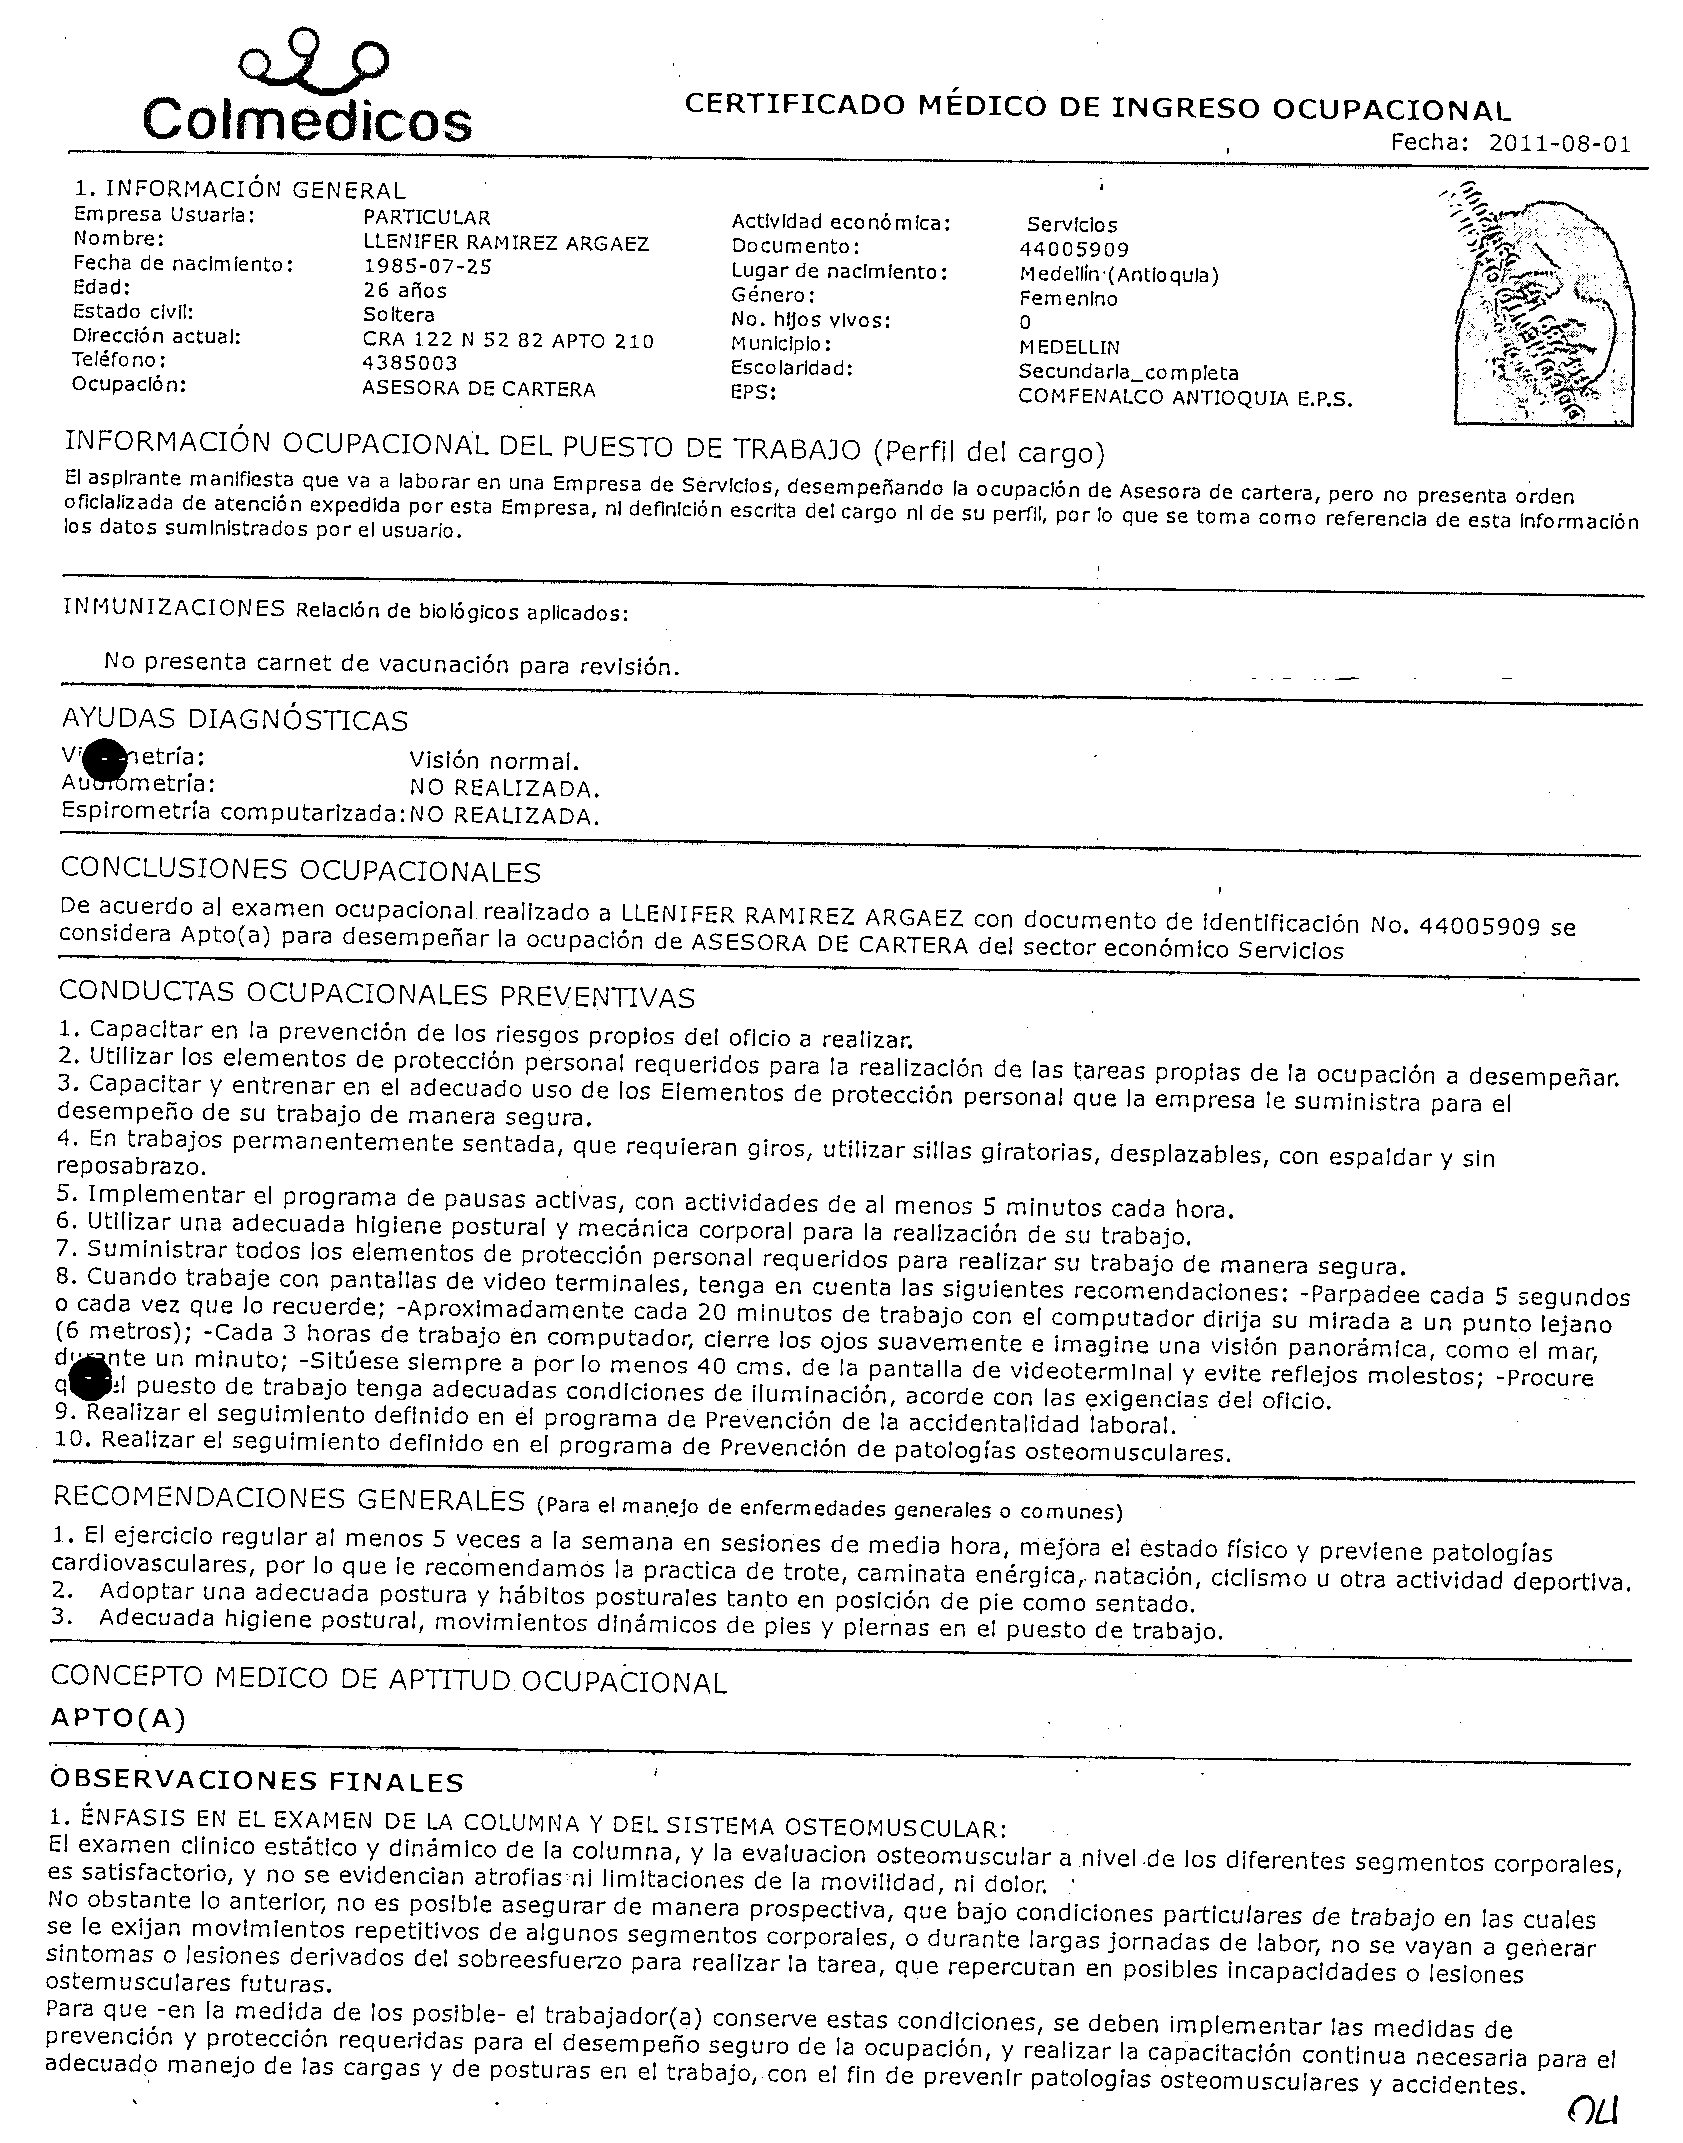 Colmedicos
CERTIFICADO MÉDICO DE INGRESO OCUPACIONAL
Fecha: 2011-08-01
1. INFORMACIÓN GENERAL
Empresa Usuaria: PARTICULAR Actividad económica: Servicios
Nombre: LLENIFER RAMIREZ ARGAEZ Documento: 44005909
Fecha de nacimiento: 1985-07-25 Lugar de nacimiento: Medellin (Antioquia)
Edad: 26 años Género: Femenino
Estado civil: Soltera No. hijos vivos: 0
Dirección actual: CRA 122 N 52 82 APTO 210 Municipio: MEDELLIN
Teléfono: 4385003 Escolaridad: Secundaria_completa
Ocupación: ASESORA DE CARTERA EPS: COMFENALCO ANTIOQUIA E.P.S.
INFORMACIÓN OCUPACIONAL DEL PUESTO DE TRABAJO (Perfil del cargo)
El aspirante manifiesta que va a laborar en una Empresa de Servicios, desempeñando la ocupación de Asesora de cartera, pero no presenta orden
oficializada de atención expedida por esta Empresa, ni definición escrita del cargo ni de su perfil, por lo que se toma como referencia de esta información
los datos suministrados por el usuario.
INMUNIZACIONES Relación de biológicos aplicados:
No presenta carnet de vacunación para revisión.
AYUDAS DIAGNÓSTICAS
Vi etría: Visión normal.
Audiometría: NO REALIZADA.
Espirometría computarizada: NO REALIZADA.
CONCLUSIONES OCUPACIONALES
De acuerdo al examen ocupacional realizado a LLENIFER RAMIREZ ARGAEZ con documento de identificación No. 44005909 se
considera Apto(a) para desempeñar la ocupación de ASESORA DE CARTERA del sector económico Servicios
CONDUCTAS OCUPACIONALES PREVENTIVAS
1. Capacitar en la prevención de los riesgos propios del oficio a realizar.
2. Utilizar los elementos de protección personal requeridos para la realización de las tareas propias de la ocupación a desempeñar.
3. Capacitar y entrenar en el adecuado uso de los Elementos de protección personal que la empresa le suministra para el
desempeño de su trabajo de manera segura.
4. En trabajos permanentemente sentada, que requieran giros, utilizar sillas giratorias, desplazables, con espaldar y sin
reposabrazo.
5. Implementar el programa de pausas activas, con actividades de al menos 5 minutos cada hora.
6. Utilizar una adecuada higiene postural y mecánica corporal para la realización de su trabajo.
7. Suministrar todos los elementos de protección personal requeridos para realizar su trabajo de manera segura.
8. Cuando trabaje con pantallas de video terminales, tenga en cuenta las siguientes recomendaciones: -Parpadee cada 5 segundos
o cada vez que lo recuerde; -Aproximadamente cada 20 minutos de trabajo con el computador dirija su mirada a un punto lejano
(6 metros); -Cada 3 horas de trabajo en computador, cierre los ojos suavemente e imagine una visión panorámica, como el mar,
durante un minuto; -Sitúese siempre a por lo menos 40 cms. de la pantalla de videoterminal y evite reflejos molestos; -Procure
q el puesto de trabajo tenga adecuadas condiciones de iluminación, acorde con las exigencias del oficio.
9. Realizar el seguimiento definido en el programa de Prevención de la accidentalidad laboral.
10. Realizar el seguimiento definido en el programa de Prevención de patologías osteomusculares.
RECOMENDACIONES GENERALES (Para el manejo de enfermedades generales o comunes)
1. El ejercicio regular al menos 5 veces a la semana en sesiones de media hora, mejora el estado físico y previene patologías
cardiovasculares, por lo que le recomendamos la practica de trote, caminata enérgica, natación, ciclismo u otra actividad deportiva.
2. Adoptar una adecuada postura y hábitos posturales tanto en posición de pie como sentado.
3. Adecuada higiene postural, movimientos dinámicos de pies y piernas en el puesto de trabajo.
CONCEPTO MEDICO DE APTITUD OCUPACIONAL
APTO(A)
OBSERVACIONES FINALES
1. ÉNFASIS EN EL EXAMEN DE LA COLUMNA Y DEL SISTEMA OSTEOMUSCULAR:
El examen clinico estático y dinámico de la columna, y la evaluacion osteomuscular a nivel de los diferentes segmentos corporales,
es satisfactorio, y no se evidencian atrofias ni limitaciones de la movilidad, ni dolor.
No obstante lo anterior, no es posible asegurar de manera prospectiva, que bajo condiciones particulares de trabajo en las cuales
se le exijan movimientos repetitivos de algunos segmentos corporales, o durante largas jornadas de labor, no se vayan a generar
sintomas o lesiones derivados del sobreesfuerzo para realizar la tarea, que repercutan en posibles incapacidades o lesiones
ostemusculares futuras.
Para que -en la medida de los posible- el trabajador(a) conserve estas condiciones, se deben implementar las medidas de
prevención y protección requeridas para el desempeño seguro de la ocupación, y realizar la capacitación continua necesaria para el
adecuado manejo de las cargas y de posturas en el trabajo, con el fin de prevenir patologias osteomusculares y accidentes.